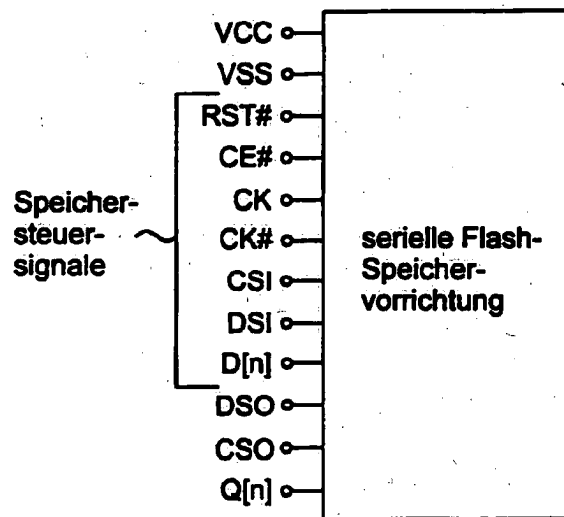 VCC
VSS
RST#
CE#
CK
CK#
CSI
DSI
D[n]
DSO
CSO
Q[n]
Speicher-
steuer-
signale
serielle Flash-
Speicher-
vorrichtung